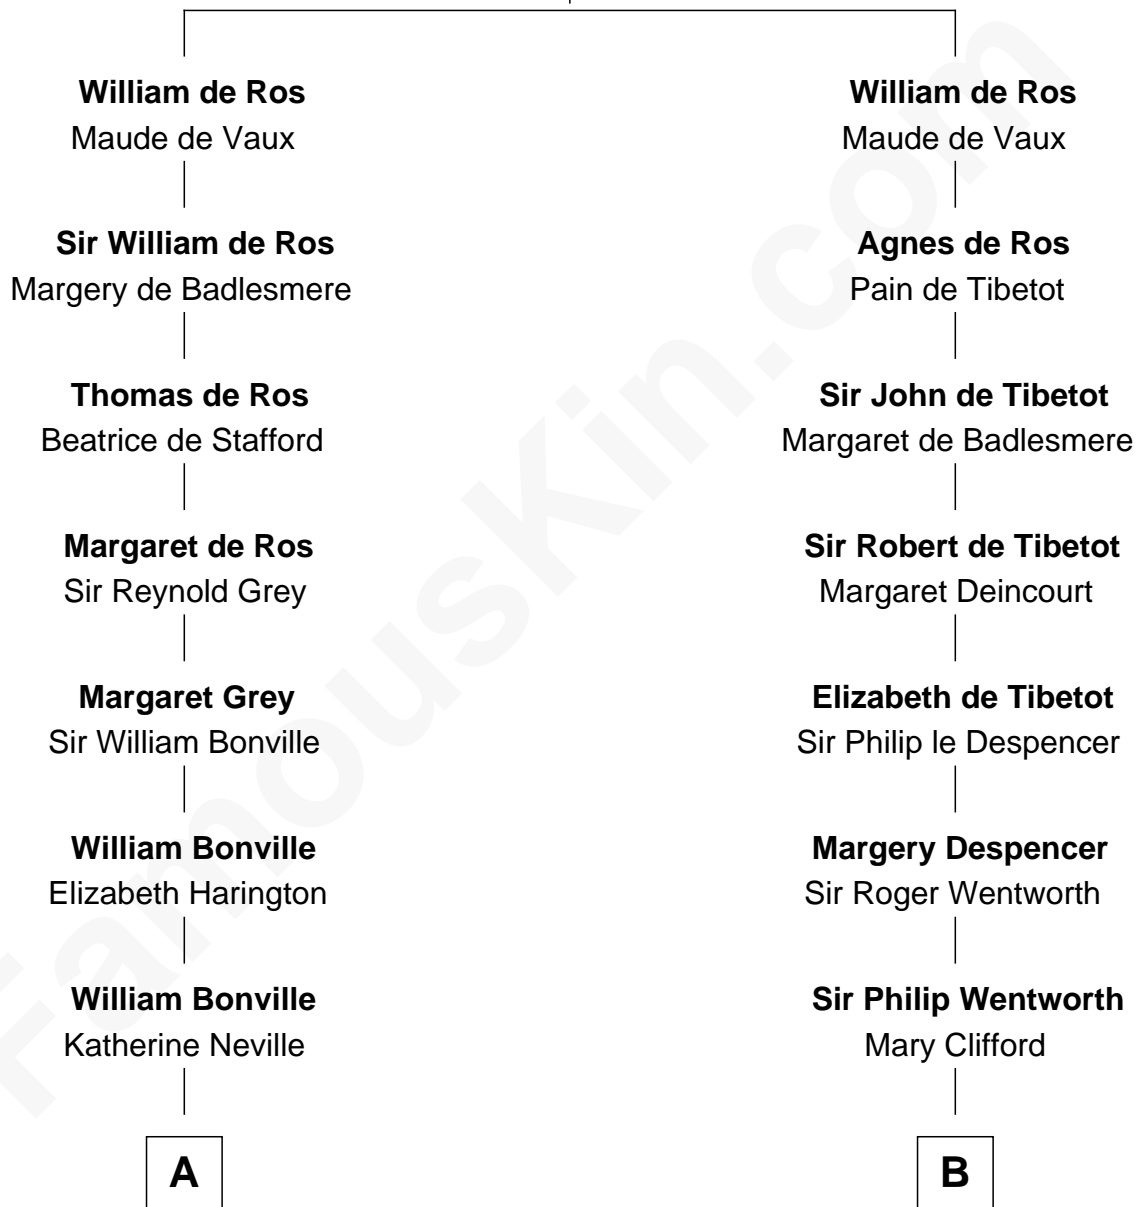 William de Ros
Maude de Vaux
Sir William de Ros
Margery de Badlesmere
Thomas de Ros
Beatrice de Stafford
Margaret de Ros
Sir Reynold Grey
Margaret Grey
Sir William Bonville
William Bonville
Elizabeth Harington
William Bonville
Katherine Neville
A
William de Ros
Maude de Vaux
Agnes de Ros
Pain de Tibetot
Sir John de Tibetot
Margaret de Badlesmere
Sir Robert de Tibetot
Margaret Deincourt
Elizabeth de Tibetot
Sir Philip le Despencer
Margery Despencer
Sir Roger Wentworth
Sir Philip Wentworth
Mary Clifford
B
FamousKin.com